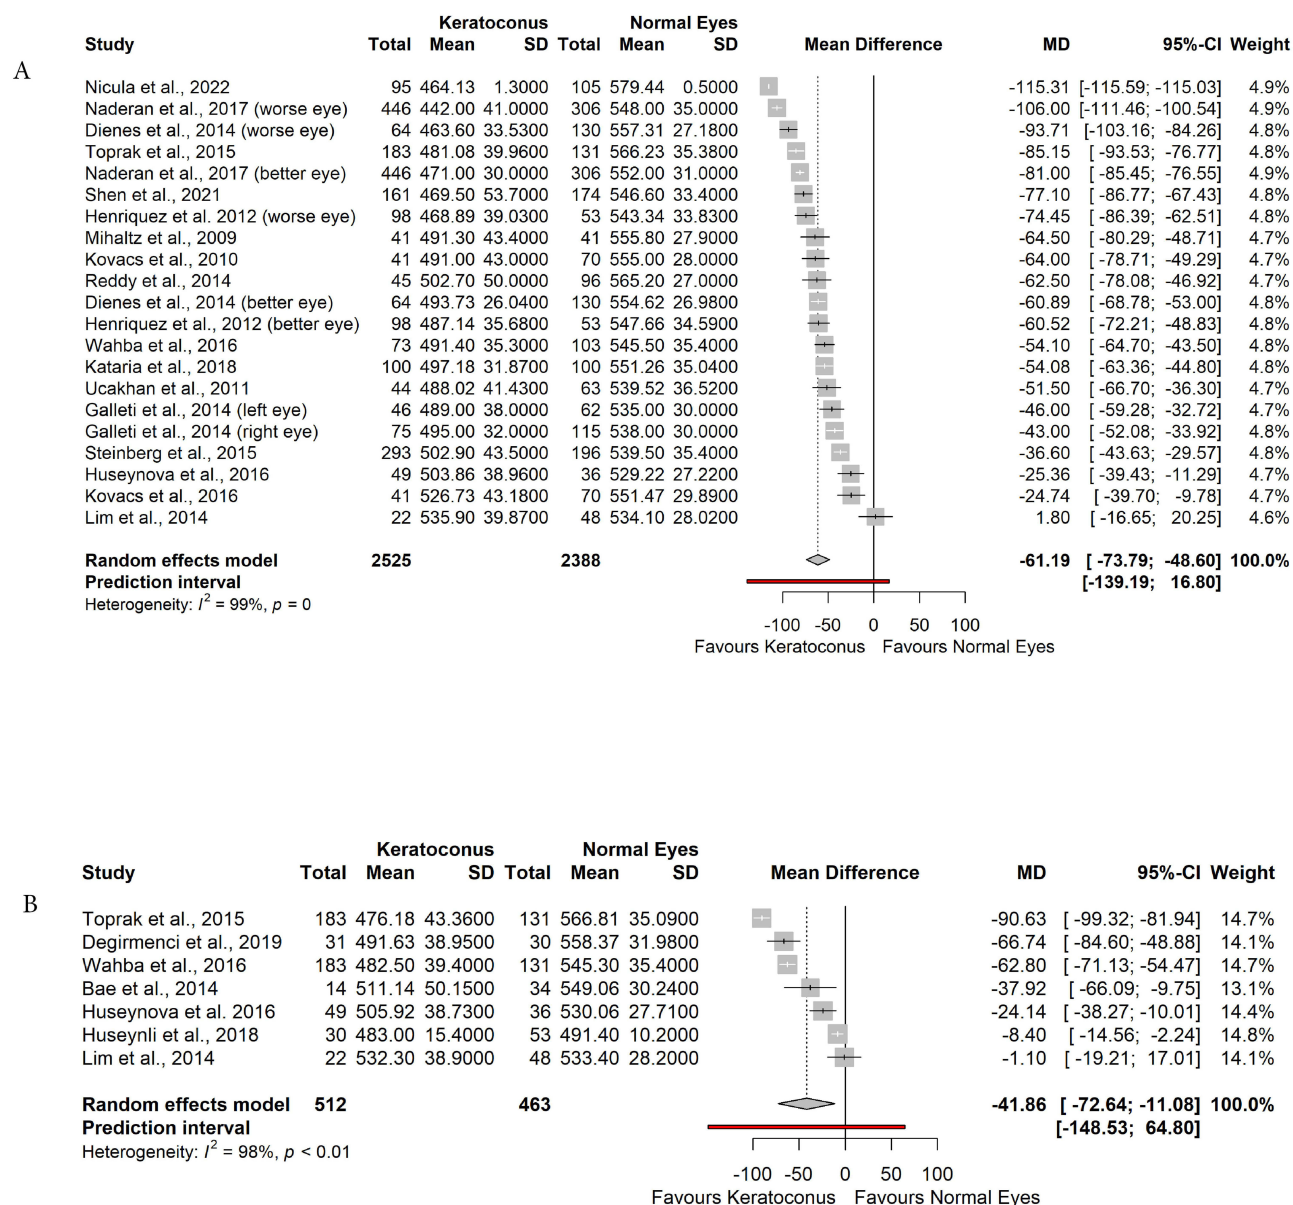 A
Keratoconus Normal Eyes
Study Total Mean SD Total Mean SD Mean Difference MD 95%-CI Weight
Nicula et al., 2022 95 464.13 1.3000 105 579.44 0.5000 -115.31 [-115.59; -115.03] 4.9%
Naderan et al., 2017 (worse eye) 446 442.00 41.0000 306 548.00 35.0000 -106.00 [-111.46; -100.54] 4.9%
Dienes et al., 2014 (worse eye) 64 463.60 33.5300 130 557.31 27.1800 -93.71 [-103.16; -84.26] 4.8%
Toprak et al., 2015 183 481.08 39.9600 131 566.23 35.3800 -85.15 [ -93.53; -76.77] 4.8%
Naderan et al., 2017 (better eye) 446 471.00 30.0000 306 552.00 31.0000 -81.00 [ -85.45; -76.55] 4.9%
Shen et al., 2021 161 469.50 53.7000 174 546.60 33.4000 -77.10 [ -86.77; -67.43] 4.8%
Henriquez et al. 2012 (worse eye) 98 468.89 39.0300 53 543.34 33.8300 -74.45 [ -86.39; -62.51] 4.8%
Mihaltz et al., 2009 41 491.30 43.4000 41 555.80 27.9000 -64.50 [ -80.29; -48.71] 4.7%
Kovacs et al., 2010 41 491.00 43.0000 70 555.00 28.0000 -64.00 [ -78.71; -49.29] 4.7%
Reddy et al., 2014 45 502.70 50.0000 96 565.20 27.0000 -62.50 [ -78.08; -46.92] 4.7%
Dienes et al., 2014 (better eye) 64 493.73 26.0400 130 554.62 26.9800 -60.89 [ -68.78; -53.00] 4.8%
Henriquez et al., 2012 (better eye) 98 487.14 35.6800 53 547.66 34.5900 -60.52 [ -72.21; -48.83] 4.8%
Wahba et al., 2016 73 491.40 35.3000 103 545.50 35.4000 -54.10 [ -64.70; -43.50] 4.8%
Kataria et al., 2018 100 497.18 31.8700 100 551.26 35.0400 -54.08 [ -63.36; -44.80] 4.8%
Ucakhan et al., 2011 44 488.02 41.4300 63 539.52 36.5200 -51.50 [ -66.70; -36.30] 4.7%
Galleti et al., 2014 (left eye) 46 489.00 38.0000 62 535.00 30.0000 -46.00 [ -59.28; -32.72] 4.7%
Galleti et al., 2014 (right eye) 75 495.00 32.0000 115 538.00 30.0000 -43.00 [ -52.08; -33.92] 4.8%
Steinberg et al., 2015 293 502.90 43.5000 196 539.50 35.4000 -36.60 [ -43.63; -29.57] 4.8%
Huseynova et al., 2016 49 503.86 38.9600 36 529.22 27.2200 -25.36 [ -39.43; -11.29] 4.7%
Kovacs et al., 2016 41 526.73 43.1800 70 551.47 29.8900 -24.74 [ -39.70; -9.78] 4.7%
Lim et al., 2014 22 535.90 39.8700 48 534.10 28.0200 1.80 [ -16.65; 20.25] 4.6%
Random effects model 2525 2388 -61.19 [ -73.79; -48.60] 100.0%
Prediction interval [-139.19; 16.80]
Heterogeneity: I² = 99%, p = 0
-100 -50 0 50 100
Favours Keratoconus Favours Normal Eyes
B
Keratoconus Normal Eyes
Study Total Mean SD Total Mean SD Mean Difference MD 95%-CI Weight
Toprak et al., 2015 183 476.18 43.3600 131 566.81 35.0900 -90.63 [ -99.32; -81.94] 14.7%
Degirmenci et al., 2019 31 491.63 38.9500 30 558.37 31.9800 -66.74 [ -84.60; -48.88] 14.1%
Wahba et al., 2016 183 482.50 39.4000 131 545.30 35.4000 -62.80 [ -71.13; -54.47] 14.7%
Bae et al., 2014 14 511.14 50.1500 34 549.06 30.2400 -37.92 [ -66.09; -9.75] 13.1%
Huseynova et al. 2016 49 505.92 38.7300 36 530.06 27.7100 -24.14 [ -38.27; -10.01] 14.4%
Huseynli et al., 2018 30 483.00 15.4000 53 491.40 10.2000 -8.40 [ -14.56; -2.24] 14.8%
Lim et al., 2014 22 532.30 38.9000 48 533.40 28.2000 -1.10 [ -19.21; 17.01] 14.1%
Random effects model 512 463 -41.86 [ -72.64; -11.08] 100.0%
Prediction interval [-148.53; 64.80]
Heterogeneity: I² = 98%, p < 0.01
-100 -50 0 50 100
Favours Keratoconus Favours Normal Eyes